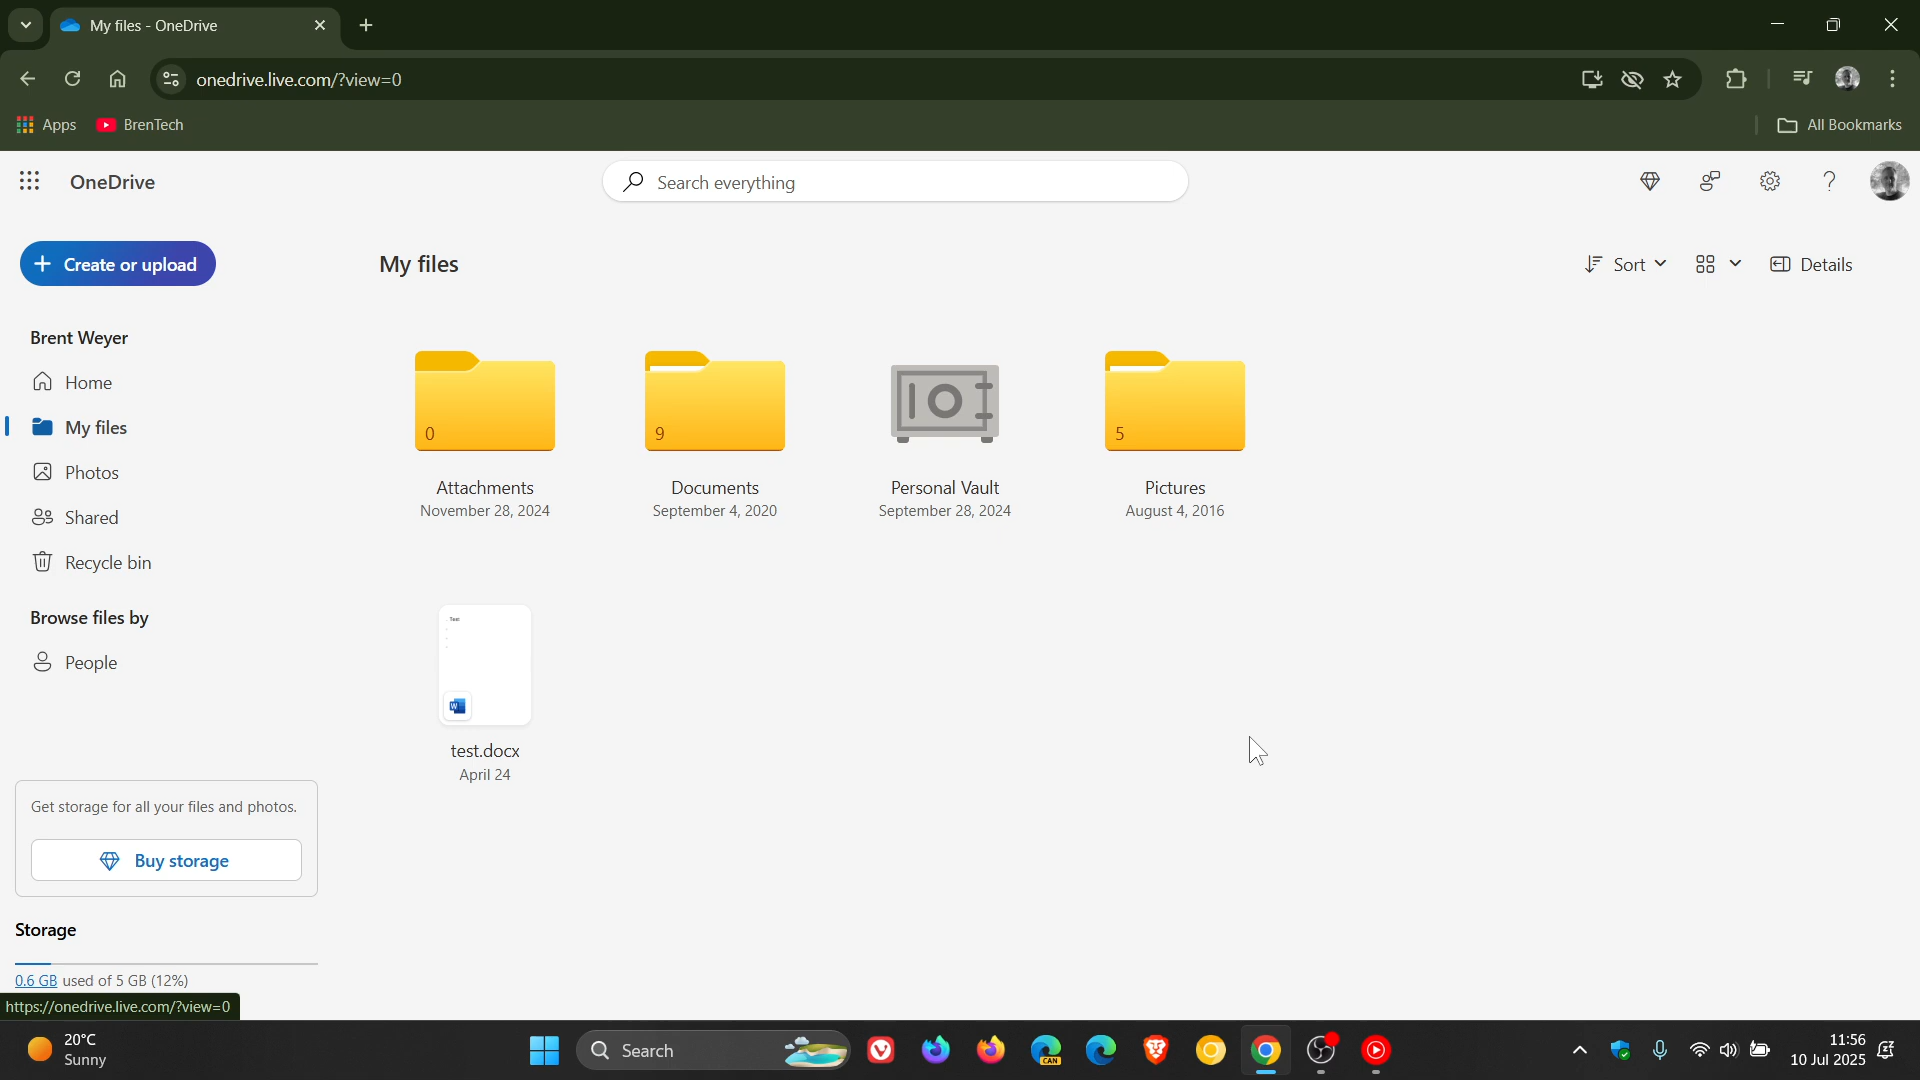 My files - OneDrive
onedrive.live.com/?view=0
Apps
BrenTech
All Bookmarks
OneDrive
Search everything
Create or upload
My files
Sort
Details
Brent Weyer
Home
My files
Photos
Shared
Recycle bin
Browse files by
People
0
9
5
Attachments
November 28, 2024
Documents
September 4, 2020
Personal Vault
September 28, 2024
Pictures
August 4, 2016
Test
W
test.docx
April 24
Get storage for all your files and photos.
Buy storage
Storage
0.6 GB used of 5 GB (12%)
https://onedrive.live.com/?view=0
20°C
Sunny
Search
CAN
11:56
10 Jul 2025